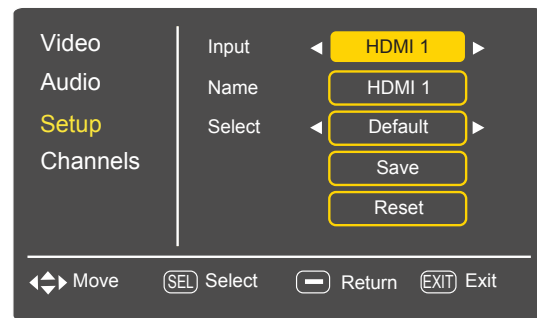 Video
Audio
Setup
Channels
Input HDMI 1
Name HDMI 1
Select Default
Save
Reset
Move SEL Select Return EXIT Exit